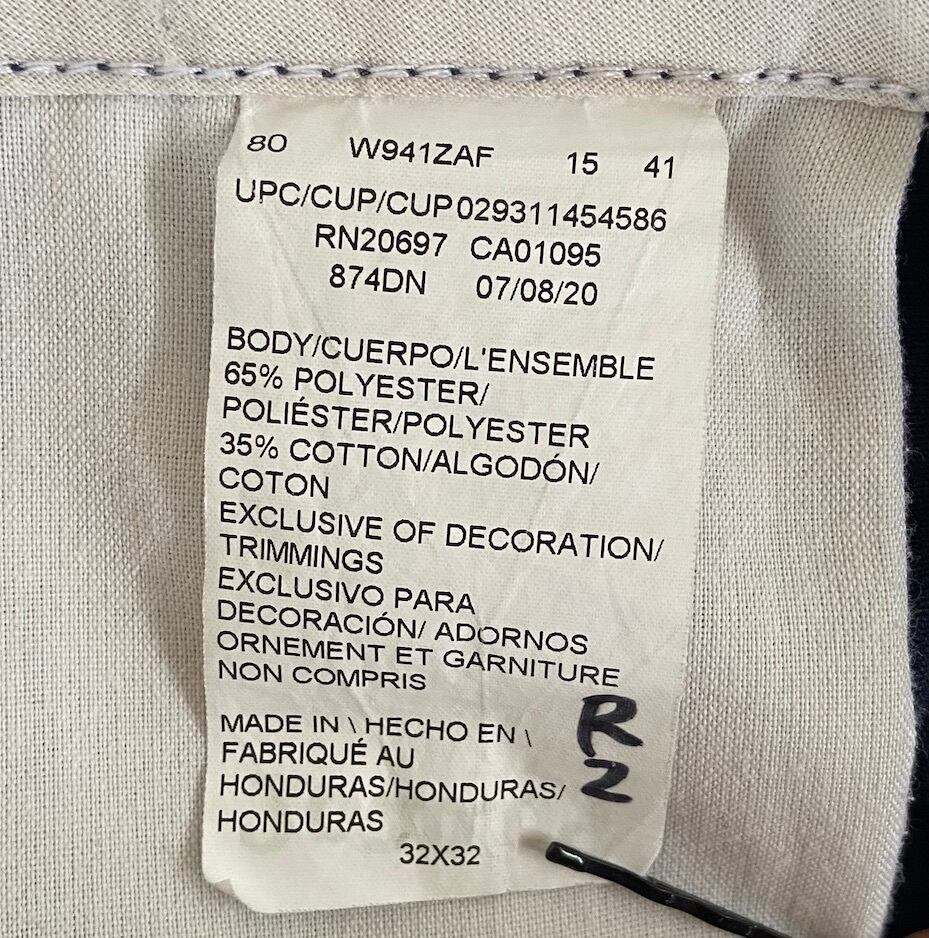 80 W941ZAF 15 41
UPC/CUP/CUP 029311454586
RN20697 CA01095
874DN 07/08/20
BODY/CUERPO/L'ENSEMBLE
65% POLYESTER/
POLIÉSTER/POLYESTER
35% COTTON/ALGODÓN/
COTON
EXCLUSIVE OF DECORATION/
TRIMMINGS
EXCLUSIVO PARA
DECORACIÓN/ ADORNOS
ORNEMENT ET GARNITURE
NON COMPRIS
MADE IN \ HECHO EN \
FABRIQUÉ AU
HONDURAS/HONDURAS/
HONDURAS
32X32
R
2